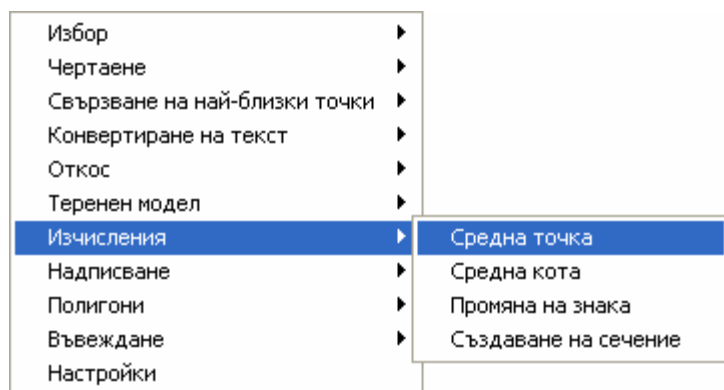 Избор
Чертаене
Свързване на най-близки точки
Конвертиране на текст
Откос
Теренен модел
Изчисления
Надписване
Полигони
Въвеждане
Настройки
Средна точка
Средна кота
Промяна на знака
Създаване на сечение